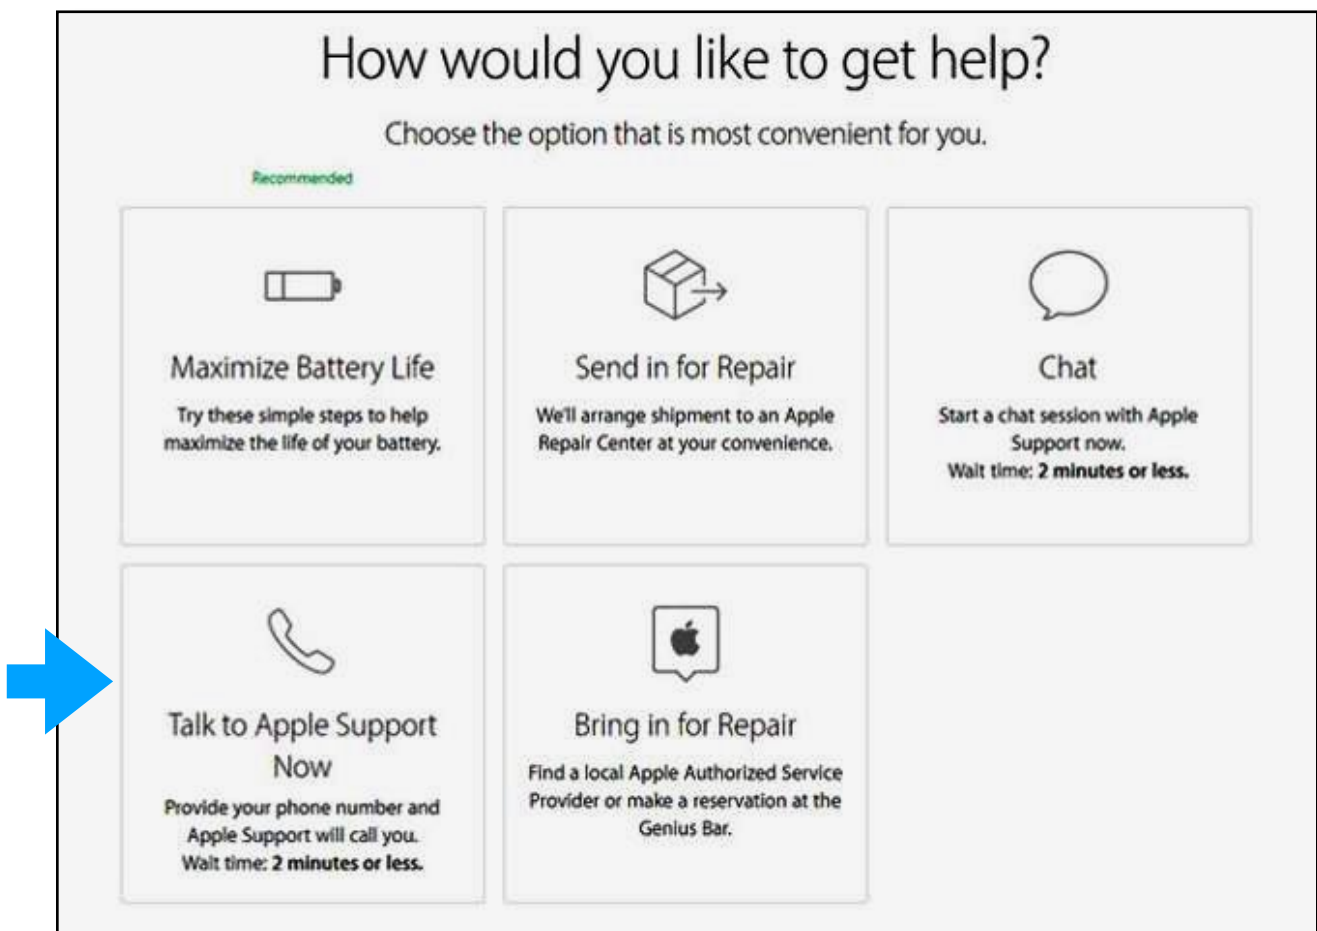 How would you like to get help?
Choose the option that is most convenient for you.
Recommended
Maximize Battery Life
Try these simple steps to help
maximize the life of your battery.
Send in for Repair
We'll arrange shipment to an Apple
Repair Center at your convenience.
Chat
Start a chat session with Apple
Support now.
Wait time: 2 minutes or less.
Talk to Apple Support
Now
Provide your phone number and
Apple Support will call you.
Wait time: 2 minutes or less.
Bring in for Repair
Find a local Apple Authorized Service
Provider or make a reservation at the
Genius Bar.